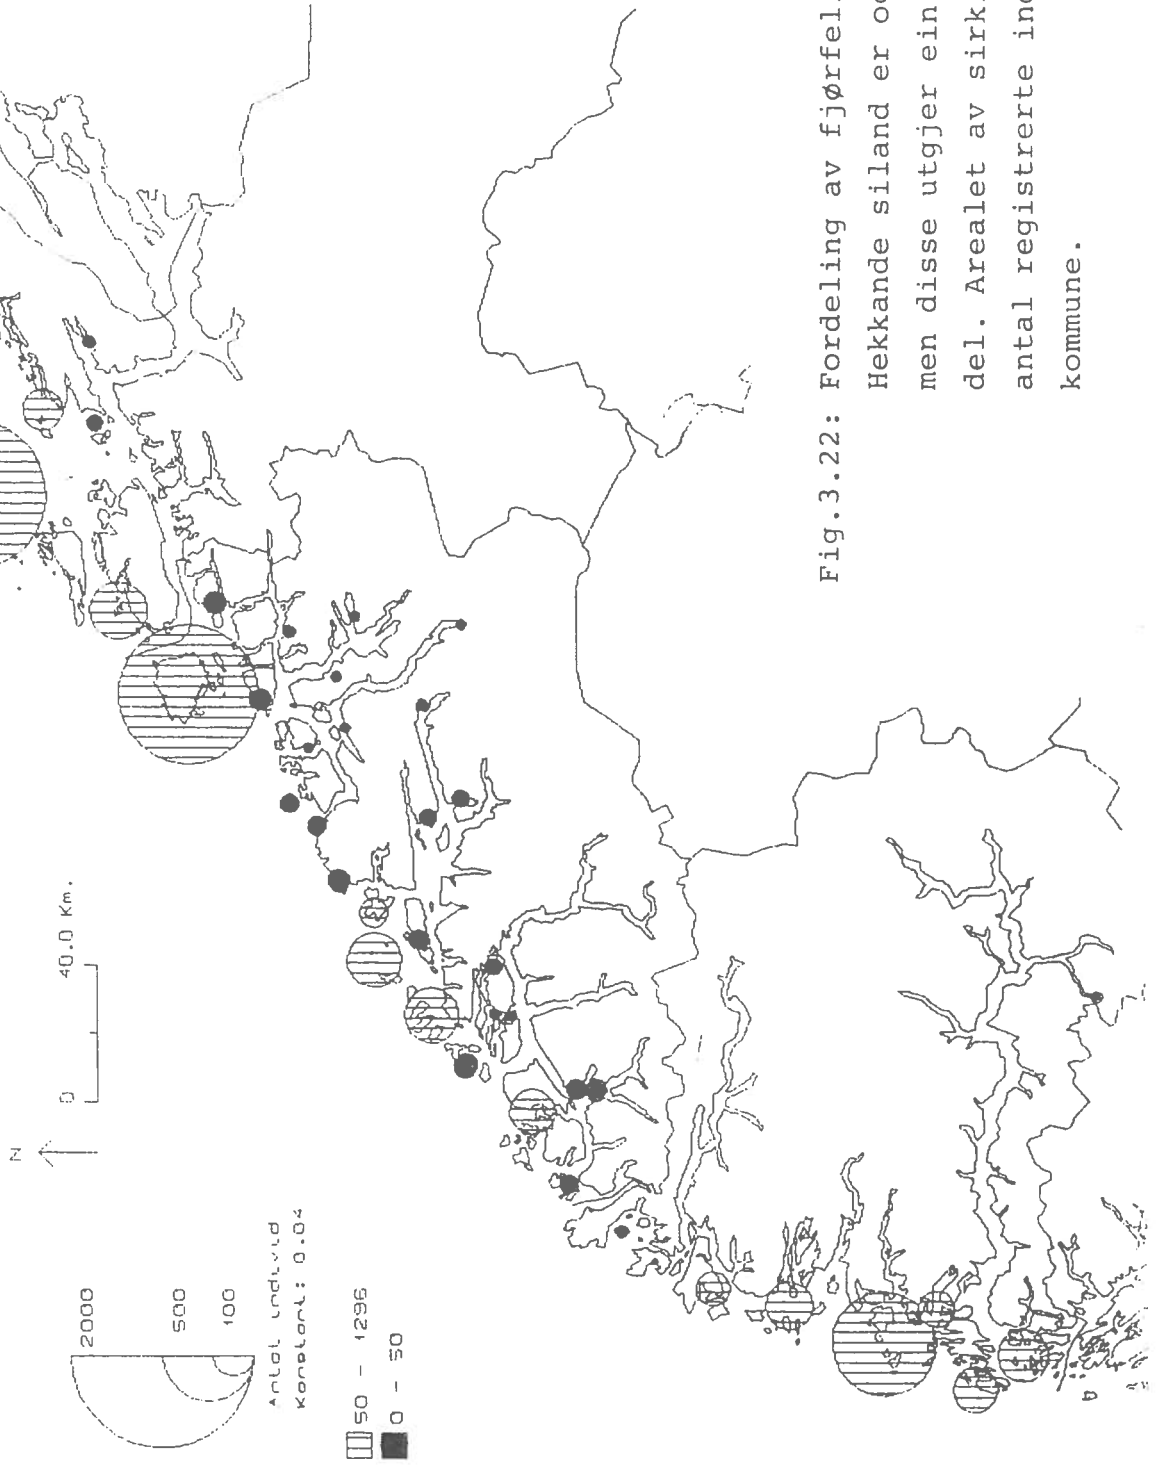 N
0 40.0 Km.
2000
500
100
Antal individ
Konstant: 0.04
50 - 1296
0 - 50
Fig.3.22: Fordeling av fjørfel
Hekkande siland er
men disse utgjer ein
del. Arealet av sirk
antal registrerte
kommune.